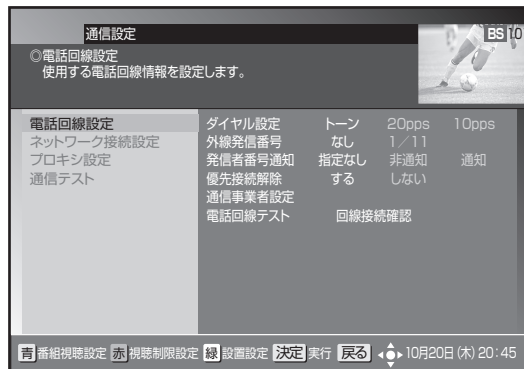 通信設定
BS 10
◎電話回線設定
使用する電話回線情報を設定します。
電話回線設定
ネットワーク接続設定
プロキシ設定
通信テスト
ダイヤル設定 トーン 20pps 10pps
外線発信番号 なし 1／11
発信者番号通知 指定なし 非通知 通知
優先接続解除 する しない
通信事業者設定
電話回線テスト 回線接続確認
青 番組視聴設定 赤 視聴制限設定 緑 設置設定 決定 実行 戻る 10月20日(木) 20:45